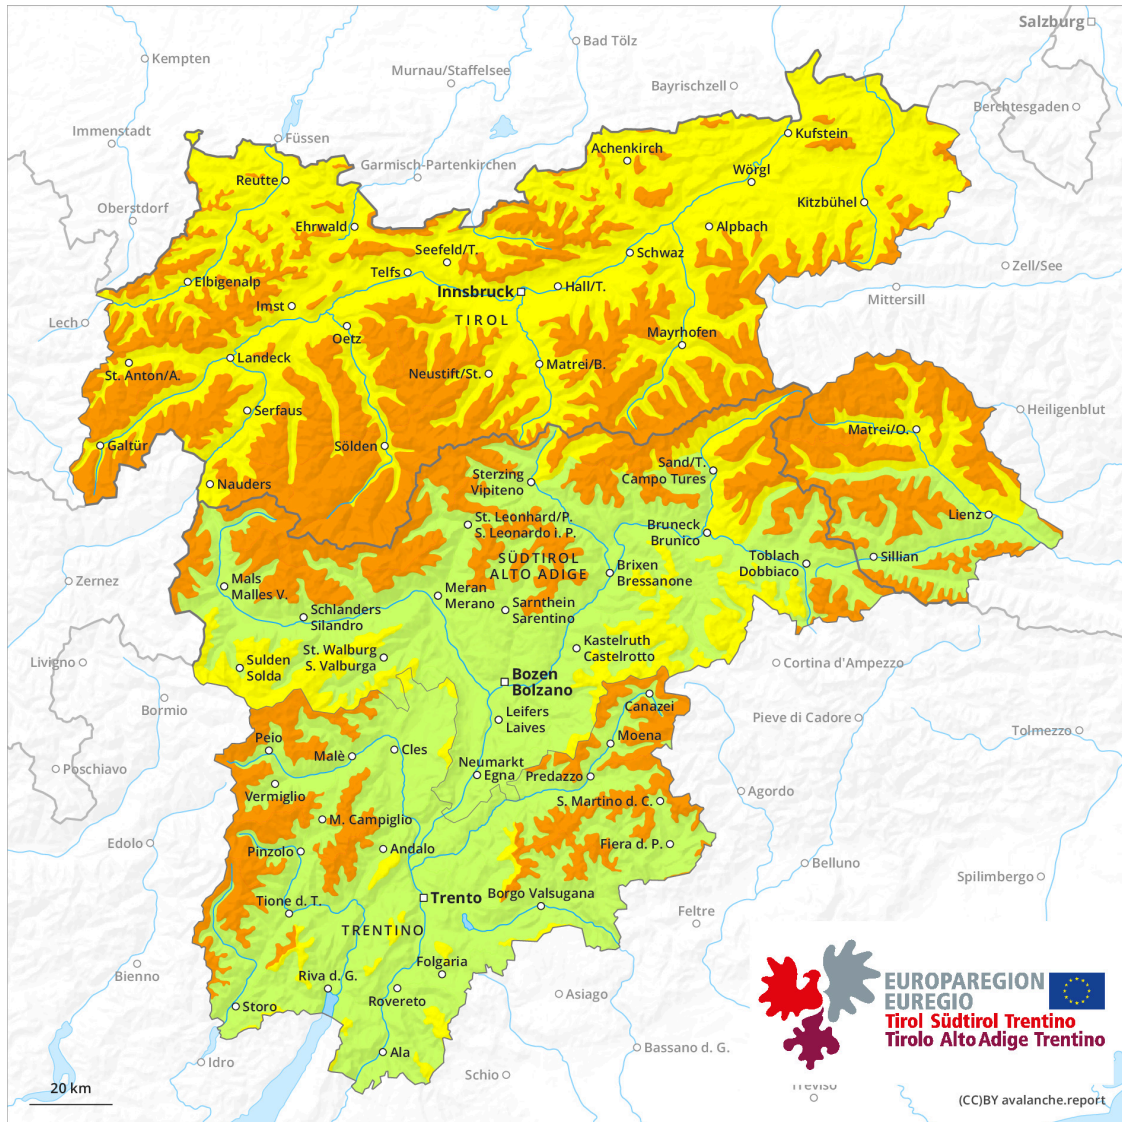 Salzburg
Bad Tölz
Kempten
Murnau/Staffelsee
Bayrischzell
Berchtesgaden
Immenstadt
Füssen
Kufstein
Achenkirch
Garmisch-Partenkirchen
Wörgl
Reutte
Oberstdorf
Kitzbühel
Ehrwald
Alpbach
Seefeld/T.
Schwaz
Zell/See
Telfs
Elbigenalp
Hall/T.
Innsbruck
Mittersill
Imst
TIROL
Lech
Oetz
Mayrhofen
Landeck
Matrei/B.
St. Anton/A.
Neustift/St.
Serfaus
Heiligenblut
Matrei/O.
Galtür
Sölden
Sand/T.
Campo Tures
Sterzing
Vipiteno
Nauders
Lienz
St. Leonhard/P.
S. Leonardo i. P.
Bruneck
Brunico
SÜDTIROL
ALTO ADIGE
Toblach
Dobbiaco
Sillian
Brixen
Bressanone
Zernez
Mals
Malles V.
Meran
Merano
Sarnthein
Sarentino
Schlanders
Silandro
Kastelruth
Castelrotto
St. Walburg
S. Valburga
Livigno
Sulden
Solda
Cortina d'Ampezzo
Bozen
Bolzano
Bormio
Canazei
Leifers
Laives
Pieve di Cadore
Tolmezzo
Moena
Peio
Malè
Cles
Neumarkt
Egna
Predazzo
Poschiavo
Vermiglio
Agordo
S. Martino d. C.
M. Campiglio
Edolo
Pinzolo
Andalo
Fiera d. P.
Belluno
Spilimbergo
Borgo Valsugana
Trento
Tione d. T.
Feltre
TRENTINO
Folgaria
Bienno
Riva d. G.
Rovereto
Asiago
Storo
EUROPAREGION
EUREGIO
Tirol Südtirol Trentino
Tirolo Alto Adige Trentino
Idro
Ala
Bassano d. G.
Schio
Treviso
20 km
(CC)BY avalanche.report